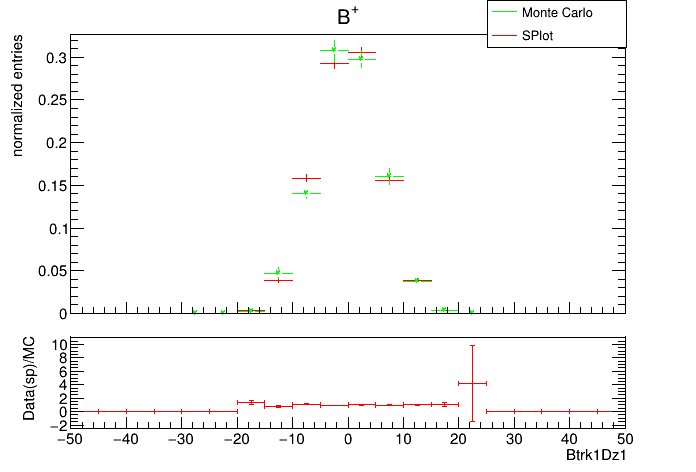 B+
Monte Carlo
SPlot
normalized entries
0.3
0.25
0.2
0.15
0.1
0.05
0
Data(sp)/MC
10
8
6
4
2
0
−2
−50 −40 −30 −20 −10 0 10 20 30 40 50
Btrk1Dz1